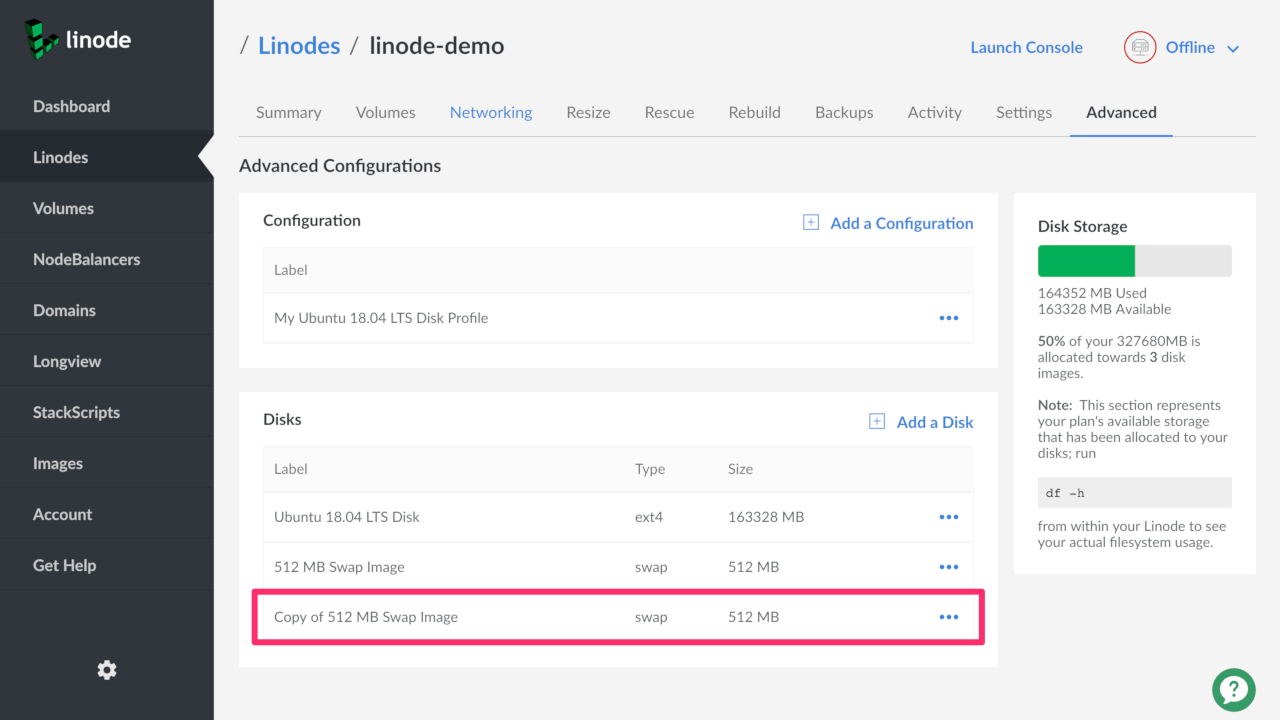 linode
Dashboard
Linodes
Volumes
NodeBalancers
Domains
Longview
StackScripts
Images
Account
Get Help
/ Linodes / linode-demo
Launch Console
Offline
Summary Volumes Networking Resize Rescue Rebuild Backups Activity Settings Advanced
Advanced Configurations
Configuration
Add a Configuration
Label
My Ubuntu 18.04 LTS Disk Profile
Disks
Add a Disk
Label Type Size
Ubuntu 18.04 LTS Disk ext4 163328 MB
512 MB Swap Image swap 512 MB
Copy of 512 MB Swap Image swap 512 MB
Disk Storage
164352 MB Used
163328 MB Available
50% of your 327680MB is
allocated towards 3 disk
images.
Note: This section represents
your plan's available storage
that has been allocated to your
disks; run
df -h
from within your Linode to see
your actual filesystem usage.
?